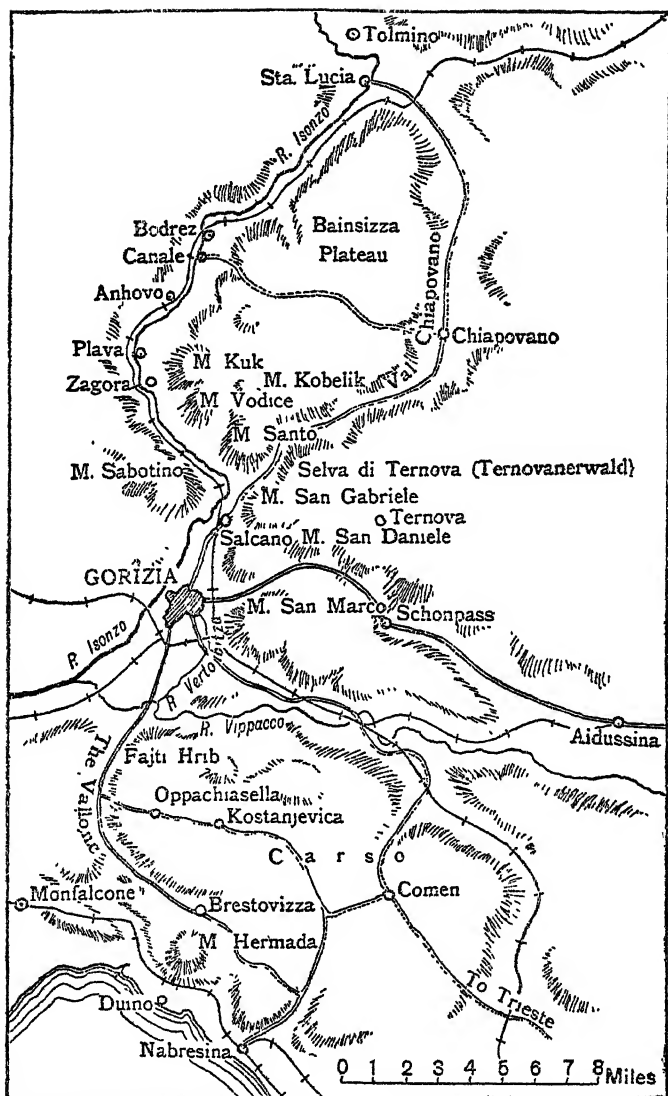 Tolmino
Sta. Lucia
R. Isonzo
Bodrez
Bainsizza
Plateau
Canale
Anhovo
Val Chiapovano
Chiapovano
Plava
M Kuk
Zagora
M. Kobelik
M Vodice
M Santo
M. Sabotino
Selva di Ternova (Ternovanerwald)
M. San Gabriele
Ternova
Salcano
M. San Daniele
GORIZIA
M. San Marco
Schonpass
R. Isonzo
R Vertoibizza
R. Vippacco
Aidussina
The Vallone
Fajti Hrib
Oppachiasella
Kostanjevica
Carso
Monfalcone
Brestovizza
Comen
M Hermada
Duino
To Trieste
Nabresina
0 1 2 3 4 5 6 7 8 Miles